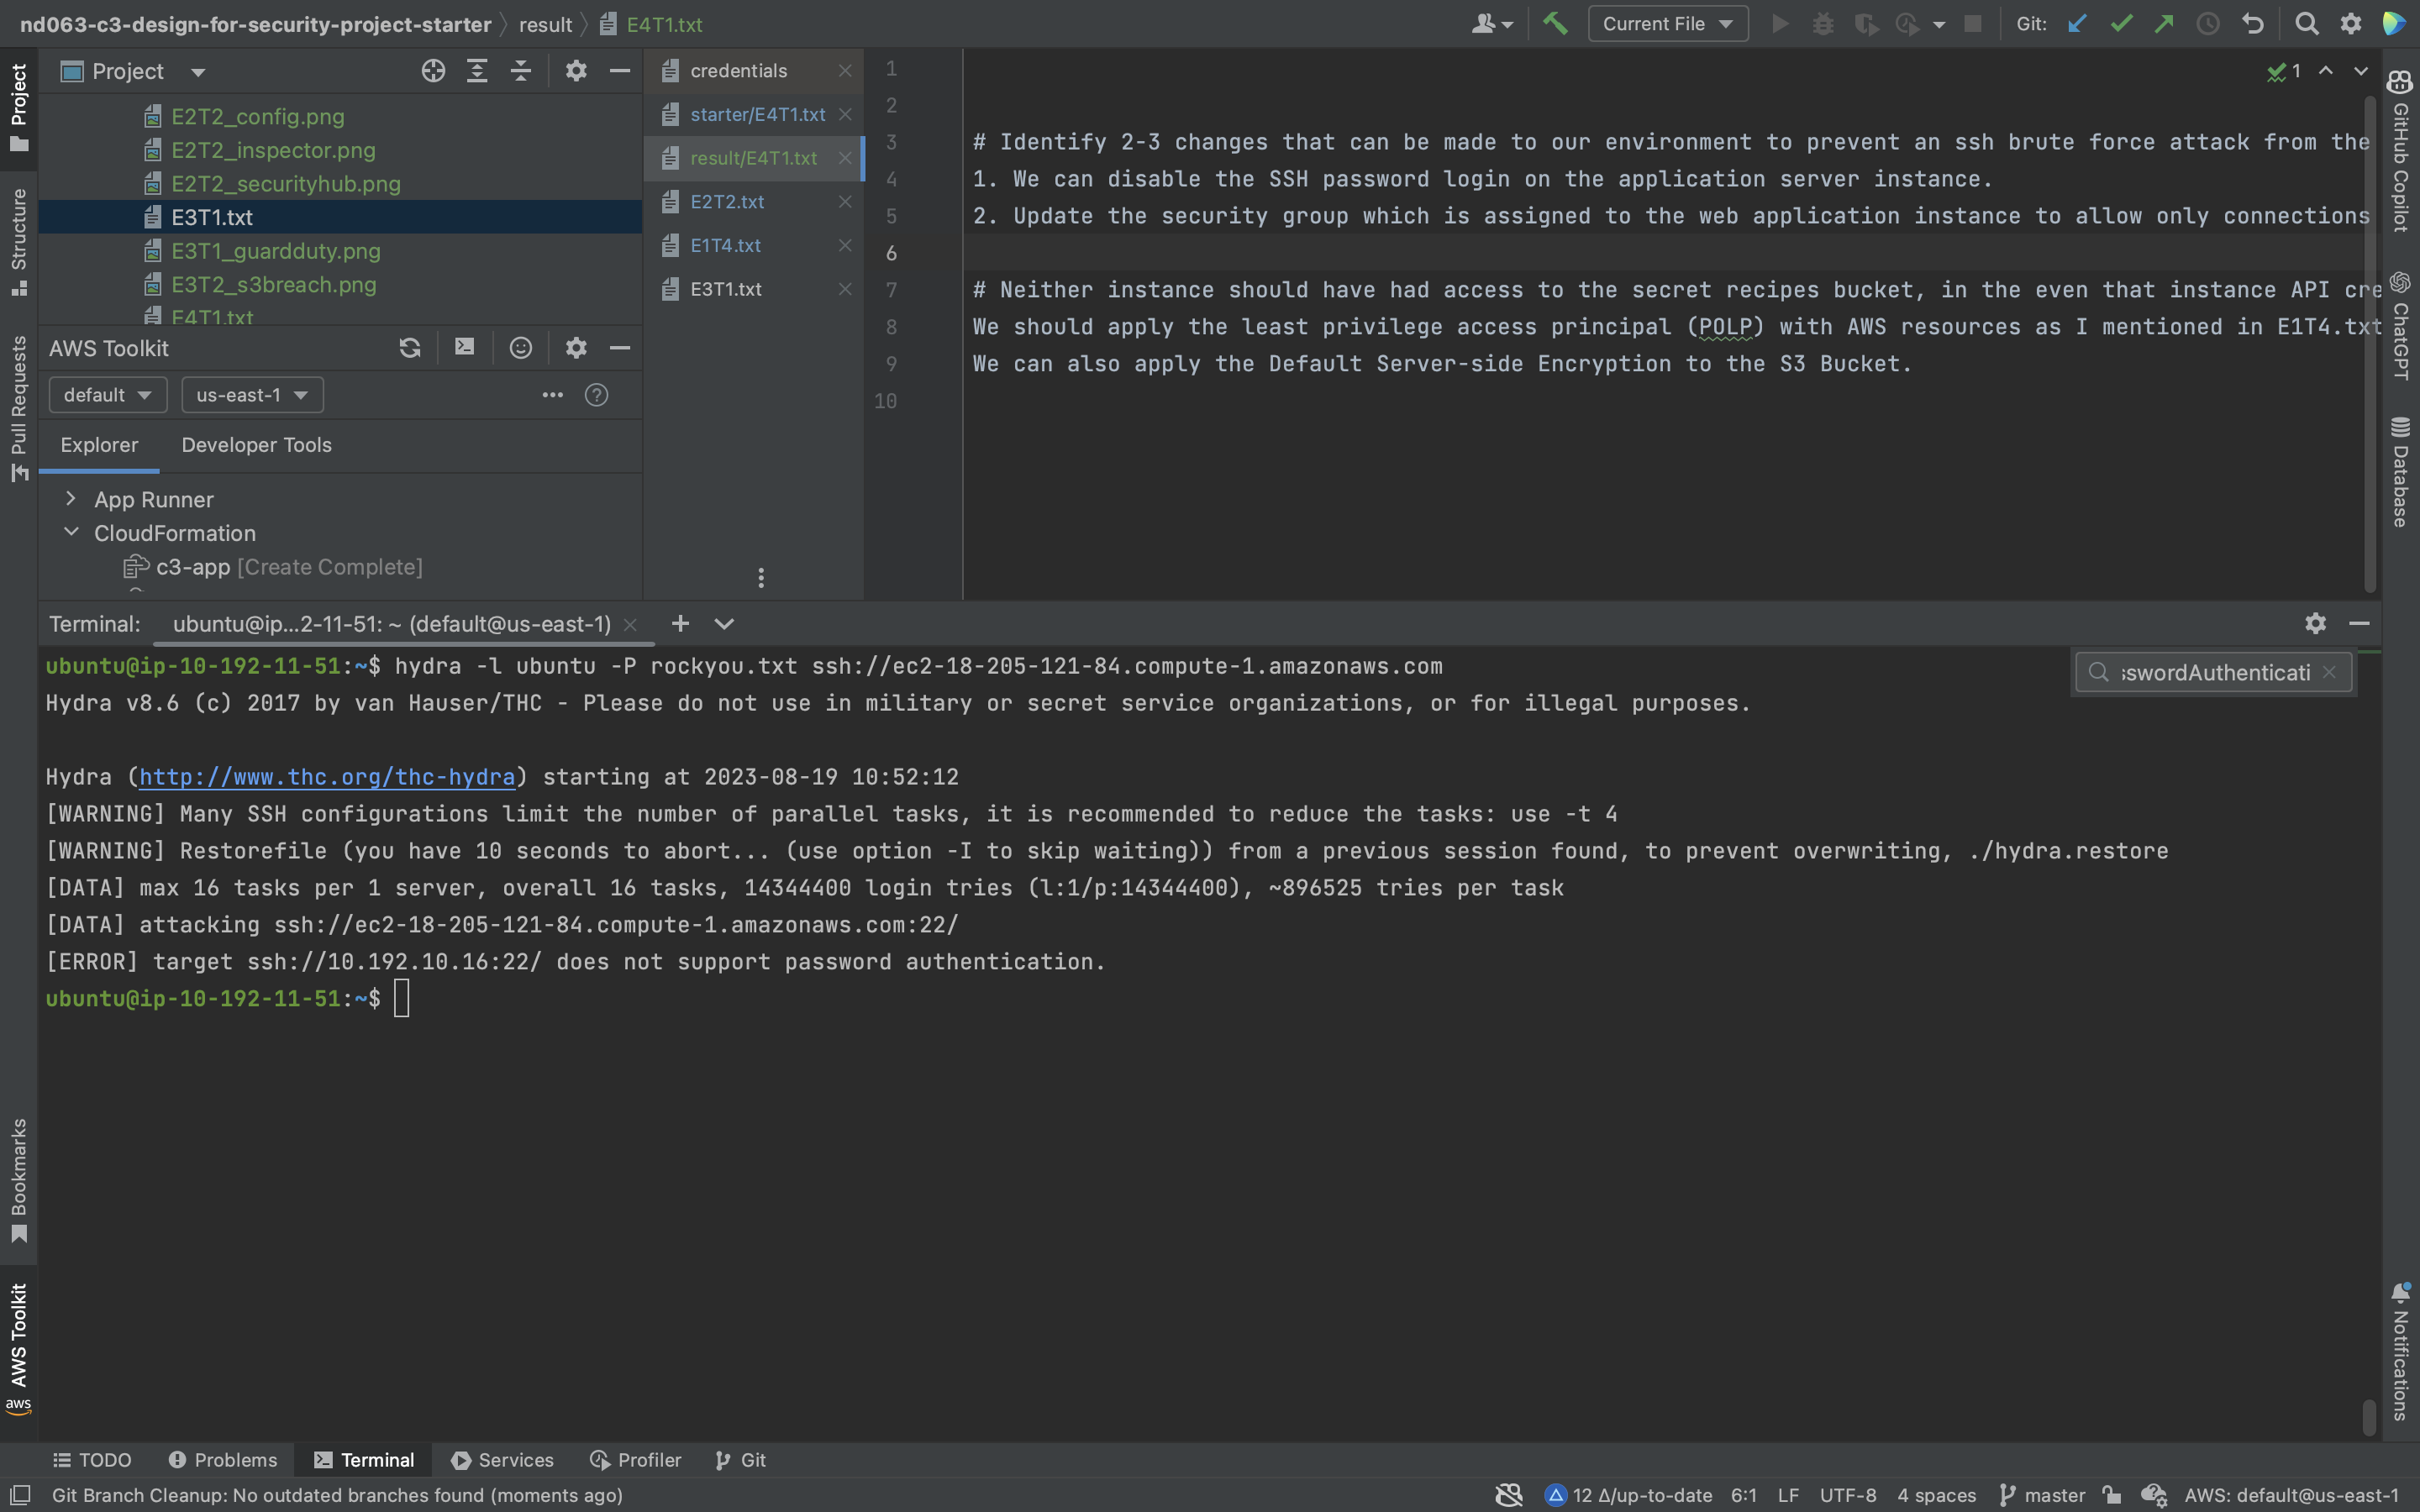 nd063-c3-design-for-security-project-starter
result
E4T1.txt
Current File
Git:
Project
E2T2_config.png
E2T2_inspector.png
E2T2_securityhub.png
E3T1.txt
E3T1_guardduty.png
E3T2_s3breach.png
E4T1.txt
AWS Toolkit
default
us-east-1
Explorer
Developer Tools
App Runner
CloudFormation
c3-app [Create Complete]
credentials
starter/E4T1.txt
result/E4T1.txt
E2T2.txt
E1T4.txt
E3T1.txt
1
2
3 # Identify 2-3 changes that can be made to our environment to prevent an ssh brute force attack from the
4 1. We can disable the SSH password login on the application server instance.
5 2. Update the security group which is assigned to the web application instance to allow only connections
6
7 # Neither instance should have had access to the secret recipes bucket, in the even that instance API cre
8 We should apply the least privilege access principal (POLP) with AWS resources as I mentioned in E1T4.txt
9 We can also apply the Default Server-side Encryption to the S3 Bucket.
10
1
Project
Structure
Pull Requests
Bookmarks
AWS Toolkit
aws
GitHub Copilot
ChatGPT
Database
Notifications
Terminal:
ubuntu@ip...2-11-51: ~ (default@us-east-1)
swordAuthenticati
ubuntu@ip-10-192-11-51:~$ hydra -l ubuntu -P rockyou.txt ssh://ec2-18-205-121-84.compute-1.amazonaws.com
Hydra v8.6 (c) 2017 by van Hauser/THC - Please do not use in military or secret service organizations, or for illegal purposes.
Hydra (http://www.thc.org/thc-hydra) starting at 2023-08-19 10:52:12
[WARNING] Many SSH configurations limit the number of parallel tasks, it is recommended to reduce the tasks: use -t 4
[WARNING] Restorefile (you have 10 seconds to abort... (use option -I to skip waiting)) from a previous session found, to prevent overwriting, ./hydra.restore
[DATA] max 16 tasks per 1 server, overall 16 tasks, 14344400 login tries (l:1/p:14344400), ~896525 tries per task
[DATA] attacking ssh://ec2-18-205-121-84.compute-1.amazonaws.com:22/
[ERROR] target ssh://10.192.10.16:22/ does not support password authentication.
ubuntu@ip-10-192-11-51:~$
TODO
Problems
Terminal
Services
Profiler
Git
Git Branch Cleanup: No outdated branches found (moments ago)
12 Δ/up-to-date
6:1
LF
UTF-8
4 spaces
master
AWS: default@us-east-1